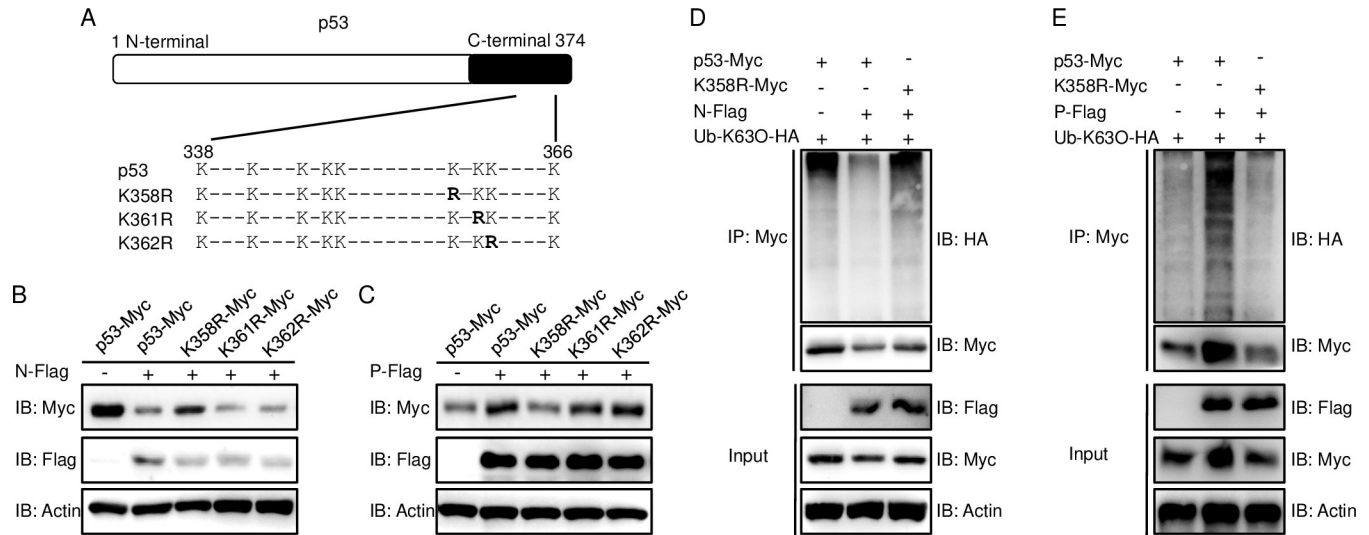 A
p53
1 N-terminal C-terminal 374
338 366
p53 K---K---K-KK---------K-KK----K
K358R K---K---K-KK---------R-KK----K
K361R K---K---K-KK---------K-RK----K
K362R K---K---K-KK---------K-KR----K
B
p53-Myc p53-Myc K358R-Myc K361R-Myc K362R-Myc
N-Flag - + + + +
IB: Myc
IB: Flag
IB: Actin
C
p53-Myc p53-Myc K358R-Myc K361R-Myc K362R-Myc
P-Flag - + + + +
IB: Myc
IB: Flag
IB: Actin
D
p53-Myc + + -
K358R-Myc - - +
N-Flag - + +
Ub-K63O-HA + + +
IP: Myc IB: HA
IB: Myc
IB: Flag
Input IB: Myc
IB: Actin
E
p53-Myc + + -
K358R-Myc - - +
P-Flag - + +
Ub-K63O-HA + + +
IP: Myc IB: HA
IB: Myc
IB: Flag
Input IB: Myc
IB: Actin